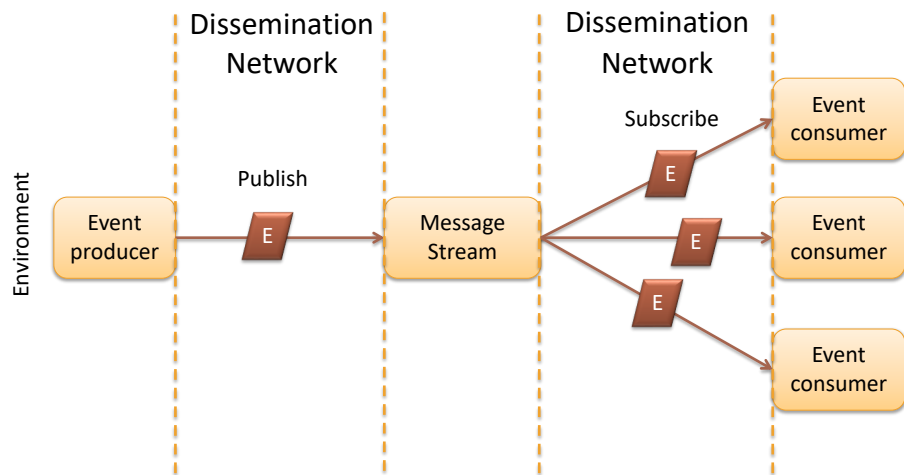 Dissemination
Network
Dissemination
Network
Event
consumer
Subscribe
E
Publish
Environment
Event
producer
E
Message
Stream
E
Event
consumer
E
Event
consumer